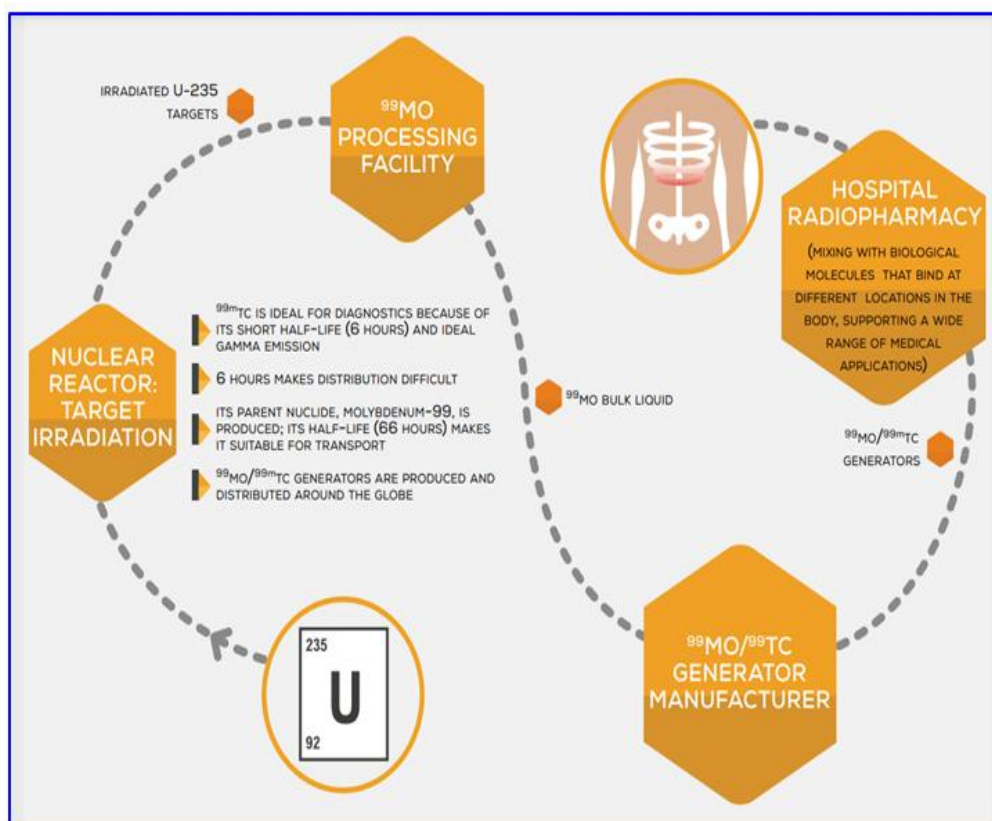 IRRADIATED U-235
TARGETS
⁹⁹MO
PROCESSING
FACILITY
HOSPITAL
RADIOPHARMACY
(MIXING WITH BIOLOGICAL
MOLECULES THAT BIND AT
DIFFERENT LOCATIONS IN THE
BODY, SUPPORTING A WIDE
RANGE OF MEDICAL
APPLICATIONS)
NUCLEAR
REACTOR:
TARGET
IRRADIATION
⁹⁹ᵐTC IS IDEAL FOR DIAGNOSTICS BECAUSE OF
ITS SHORT HALF-LIFE (6 HOURS) AND IDEAL
GAMMA EMISSION
6 HOURS MAKES DISTRIBUTION DIFFICULT
ITS PARENT NUCLIDE, MOLYBDENUM-99, IS
PRODUCED; ITS HALF-LIFE (66 HOURS) MAKES
IT SUITABLE FOR TRANSPORT
⁹⁹MO/⁹⁹ᵐTC GENERATORS ARE PRODUCED AND
DISTRIBUTED AROUND THE GLOBE
⁹⁹MO BULK LIQUID
⁹⁹MO/⁹⁹ᵐTC
GENERATORS
235
U
92
⁹⁹MO/⁹⁹TC
GENERATOR
MANUFACTURER